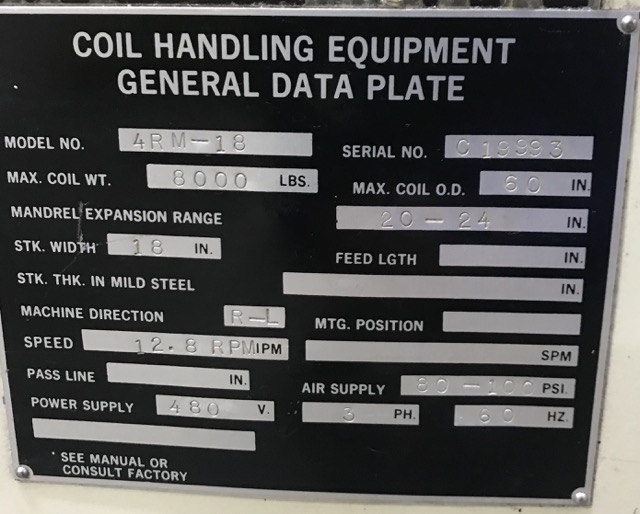 COIL HANDLING EQUIPMENT
GENERAL DATA PLATE
MODEL NO. 4RM-18 SERIAL NO. C19993
MAX. COIL WT. 8000 LBS. MAX. COIL O.D. 60 IN.
MANDREL EXPANSION RANGE 20 - 24 IN.
STK. WIDTH 18 IN. FEED LGTH IN.
STK. THK. IN MILD STEEL IN.
MACHINE DIRECTION R-L MTG. POSITION
SPEED 12.8 RPM IPM SPM
PASS LINE IN. AIR SUPPLY 80 - 100 PSI.
POWER SUPPLY 480 V. 3 PH. 60 HZ.
* SEE MANUAL OR
CONSULT FACTORY